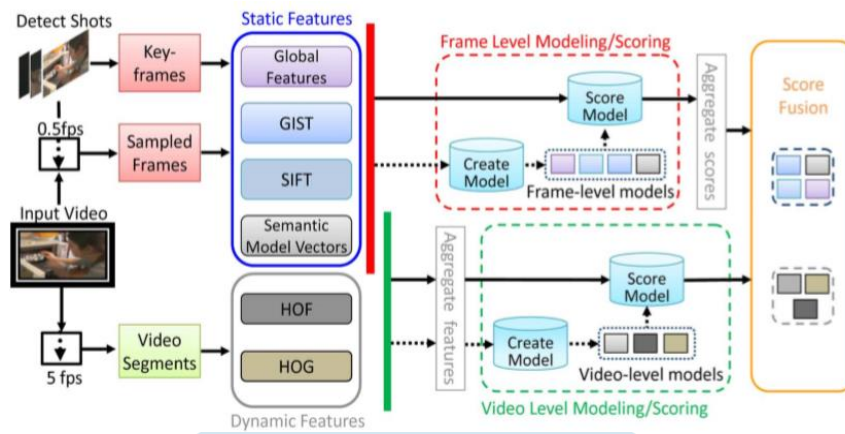 Detect Shots
Key-
frames
0.5fps
Sampled
Frames
Input Video
5 fps
Video
Segments
Static Features
Global
Features
GIST
SIFT
Semantic
Model Vectors
HOF
HOG
Dynamic Features
Frame Level Modeling/Scoring
Score
Model
Create
Model
Frame-level models
Aggregate scores
Aggregate features
Score
Model
Create
Model
Video-level models
Video Level Modeling/Scoring
Score
Fusion